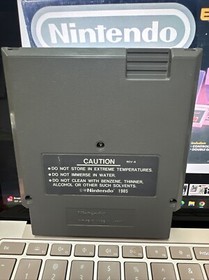 Nintendo
CAUTION
REV-A
●DO NOT STORE IN EXTREME TEMPERATURES.
●DO NOT IMMERSE IN WATER.
●DO NOT CLEAN WITH BENZENE, THINNER,
ALCOHOL OR OTHER SUCH SOLVENTS.
©Nintendo 1985